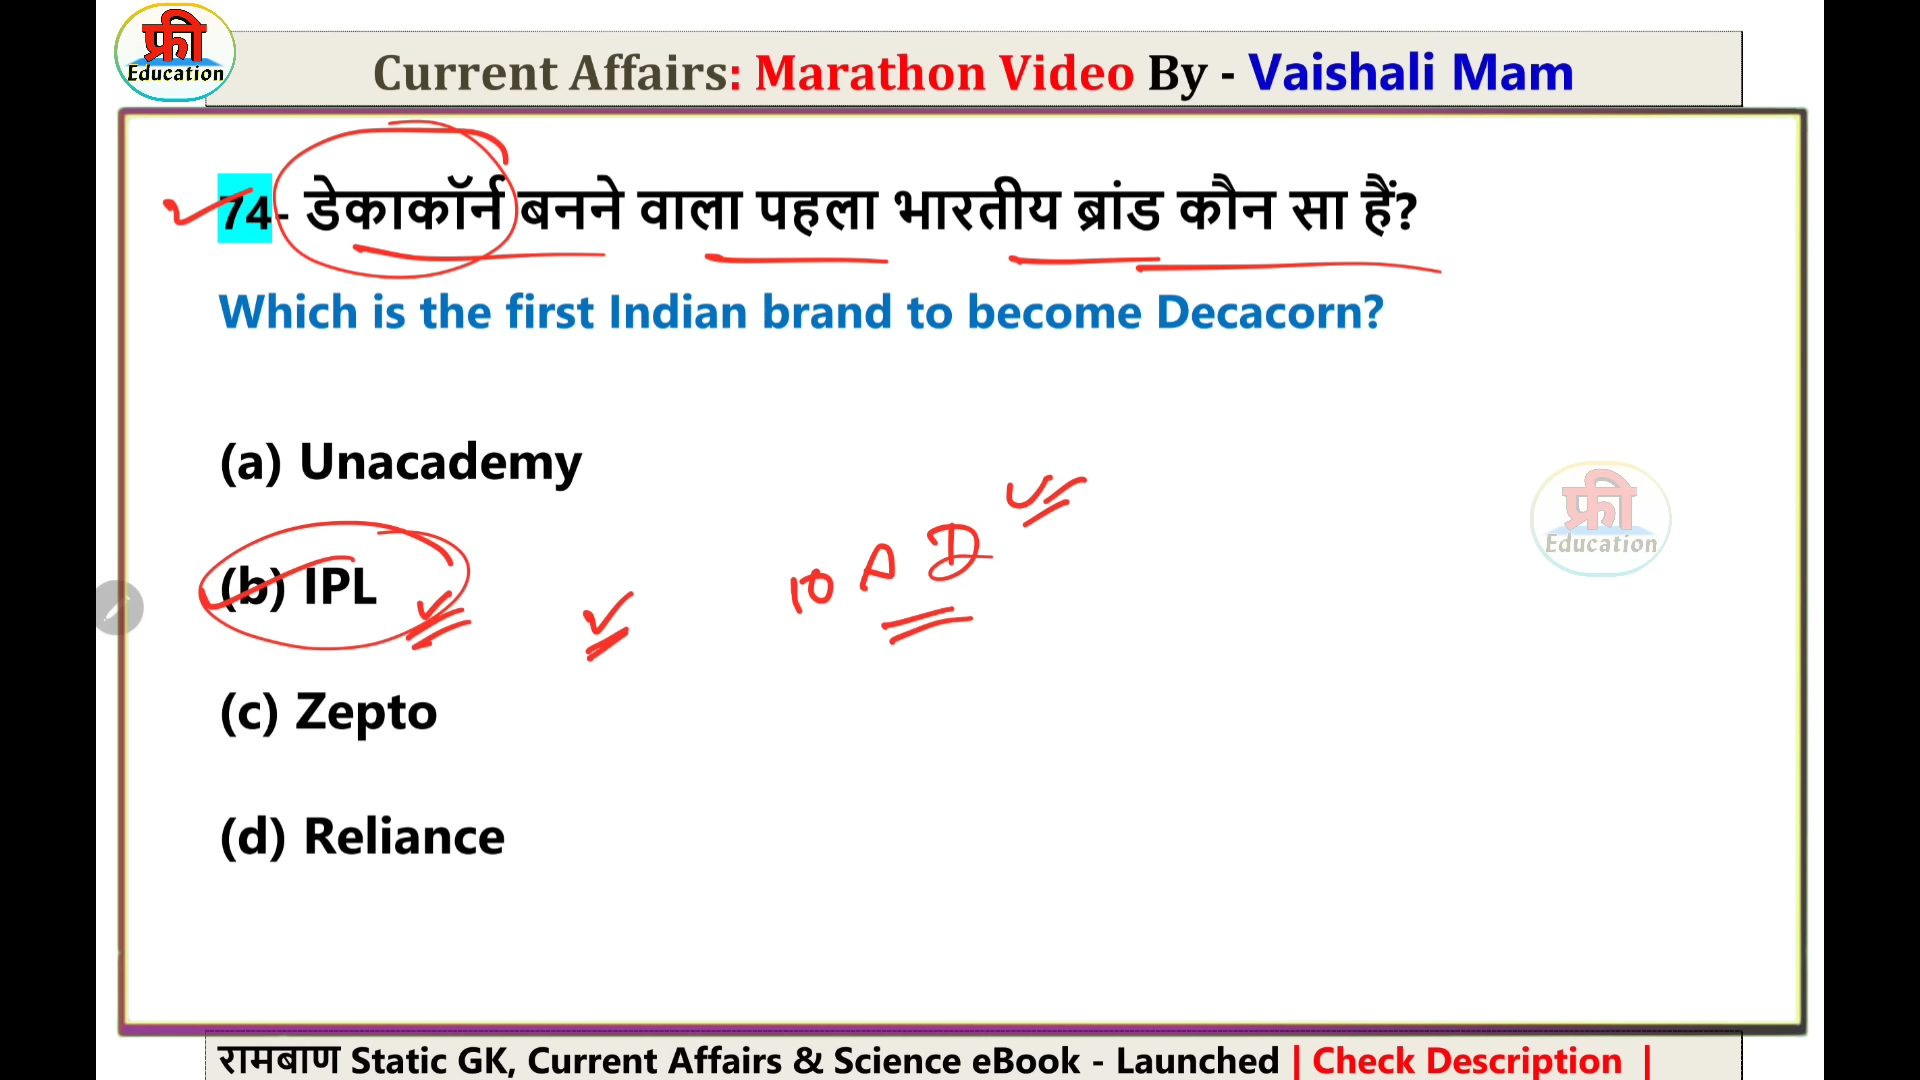 फ्री
Education
Current Affairs: Marathon Video By - Vaishali Mam
74- डेकाकॉर्न बनने वाला पहला भारतीय ब्रांड कौन सा हैं?
Which is the first Indian brand to become Decacorn?
(a) Unacademy
(b) IPL
10 A D
(c) Zepto
(d) Reliance
फ्री
Education
रामबाण Static GK, Current Affairs & Science eBook - Launched | Check Description |